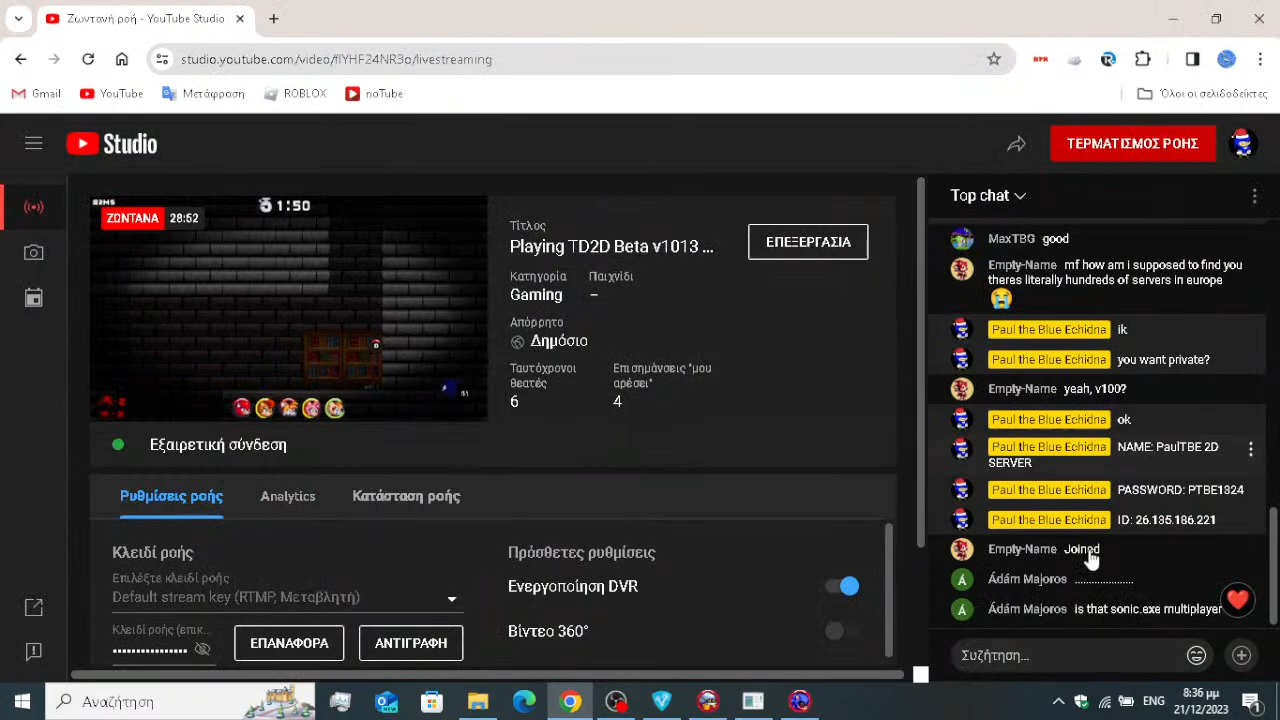 Ζωντανή ροή - YouTube Studio
studio.youtube.com/video/flYHF24NR3o/livestreaming
Gmail
YouTube
Μετάφραση
ROBLOX
noTube
Όλοι οι σελιδοδείκτες
Studio
ΤΕΡΜΑΤΙΣΜΟΣ ΡΟΗΣ
1:50
ΖΩΝΤΑΝΑ 28:52
Τίτλος
Playing TD2D Beta v1013 ...
ΕΠΕΞΕΡΓΑΣΙΑ
Κατηγορία
Παιχνίδι
Gaming
–
Απόρρητο
Δημόσιο
Ταυτόχρονοι
θεατές
Επισημάνσεις "μου
αρέσει"
6
4
Εξαιρετική σύνδεση
Ρυθμίσεις ροής
Analytics
Κατάσταση ροής
Κλειδί ροής
Επιλέξτε κλειδί ροής
Default stream key (RTMP, Μεταβλητή)
Κλειδί ροής (επικ...
••••••••••••••••
ΕΠΑΝΑΦΟΡΑ
ΑΝΤΙΓΡΑΦΗ
Πρόσθετες ρυθμίσεις
Ενεργοποίηση DVR
Βίντεο 360°
Top chat
MaxTBG good
Empty-Name mf how am i supposed to find you
theres literally hundreds of servers in europe
Paul the Blue Echidna ik
Paul the Blue Echidna you want private?
Empty-Name yeah, v100?
Paul the Blue Echidna ok
Paul the Blue Echidna NAME: PaulTBE 2D
SERVER
Paul the Blue Echidna PASSWORD: PTBE1324
Paul the Blue Echidna ID: 26.135.186.221
Empty-Name Joined
Ádám Majoros ...................
Ádám Majoros is that sonic.exe multiplayer
Συζήτηση...
Αναζήτηση
ΕΝG
8:36 μμ
21/12/2023